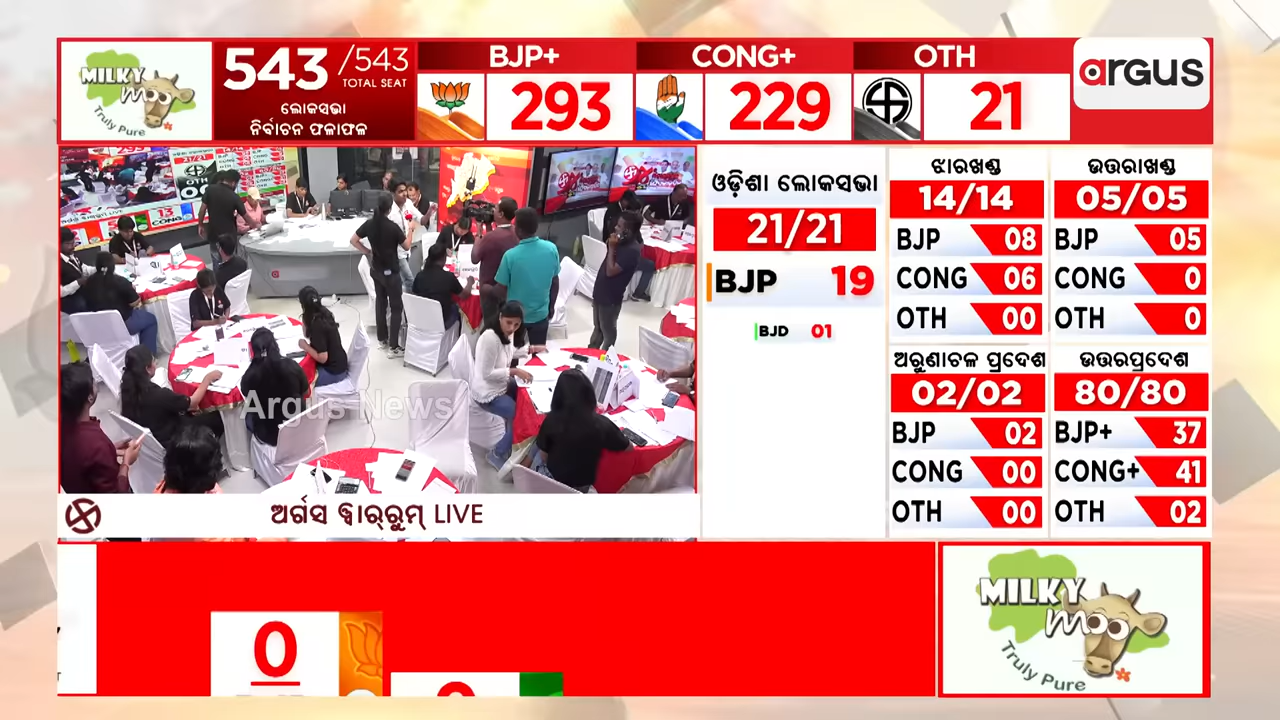 MILKY
moo
Truly Pure
543 /543
TOTAL SEAT
ଲୋକସଭା
ନିର୍ବାଚନ ଫଳାଫଳ
BJP+
293
CONG+
229
OTH
21
argus
ଓଡ଼ିଶା ଲୋକସଭା
21/21
BJP 19
BJD 01
ଝାରଖଣ୍ଡ
14/14
BJP 08
CONG 06
OTH 00
ଉତ୍ତରାଖଣ୍ଡ
05/05
BJP 05
CONG 0
OTH 0
ଅରୁଣାଚଳ ପ୍ରଦେଶ
02/02
BJP 02
CONG 00
OTH 00
ଉତ୍ତରପ୍ରଦେଶ
80/80
BJP+ 37
CONG+ 41
OTH 02
21/21
OTH
Argus News
ଅର୍ଗସ ୱାର୍‌ରୁମ୍ LIVE
0
MILKY
moo
Truly Pure